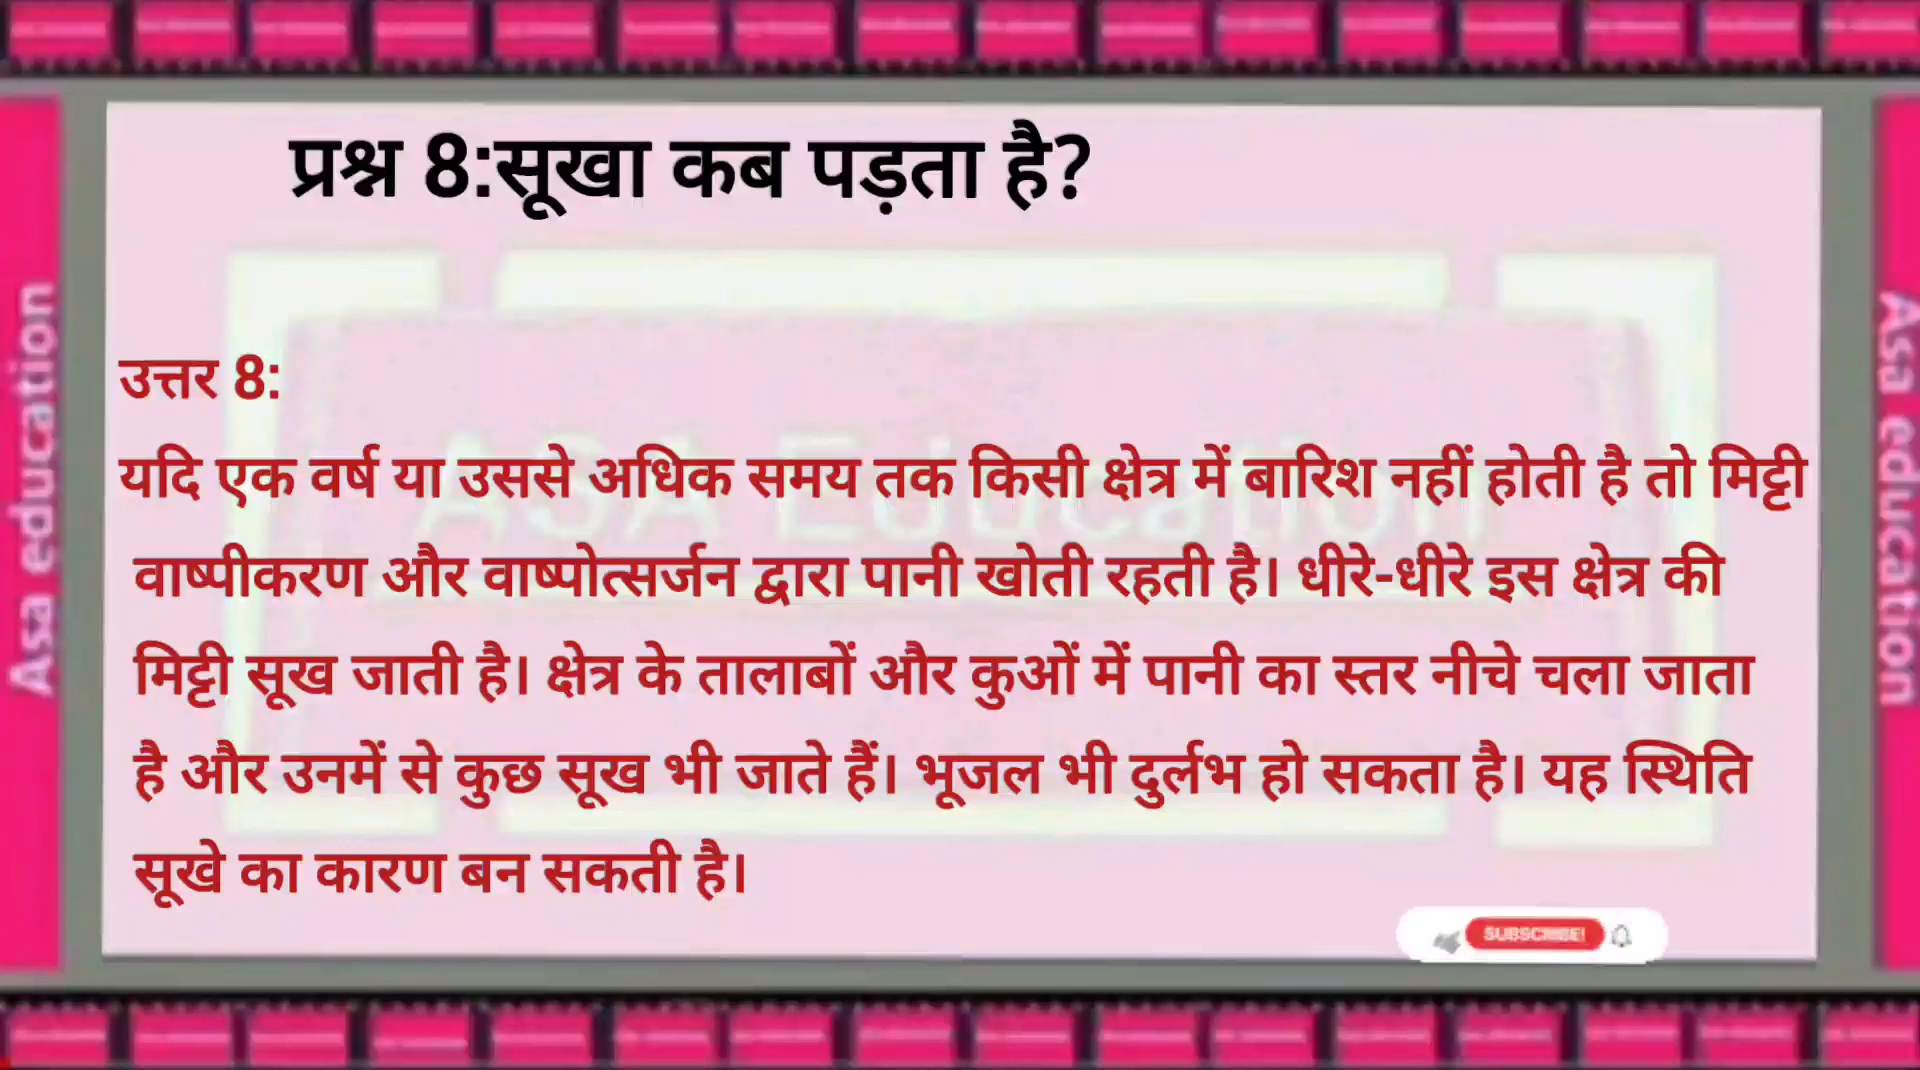 प्रश्न 8:सूखा कब पड़ता है?
उत्तर 8:
यदि एक वर्ष या उससे अधिक समय तक किसी क्षेत्र में बारिश नहीं होती है तो मिट्टी
वाष्पीकरण और वाष्पोत्सर्जन द्वारा पानी खोती रहती है। धीरे-धीरे इस क्षेत्र की
मिट्टी सूख जाती है। क्षेत्र के तालाबों और कुओं में पानी का स्तर नीचे चला जाता
है और उनमें से कुछ सूख भी जाते हैं। भूजल भी दुर्लभ हो सकता है। यह स्थिति
सूखे का कारण बन सकती है।
SUBSCRIBE!
Asa education
Asa education
ASA Education